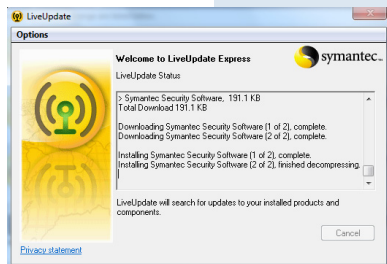 LiveUpdate
Options
Welcome to LiveUpdate Express
symantec™
LiveUpdate Status
> Symantec Security Software, 191.1 KB
Total Download 191.1 KB
Downloading Symantec Security Software (1 of 2), complete.
Downloading Symantec Security Software (2 of 2), complete.
Installing Symantec Security Software (1 of 2), complete.
Installing Symantec Security Software (2 of 2), finished decompressing.
LiveUpdate will search for updates to your installed products and
components.
Cancel
Privacy statement